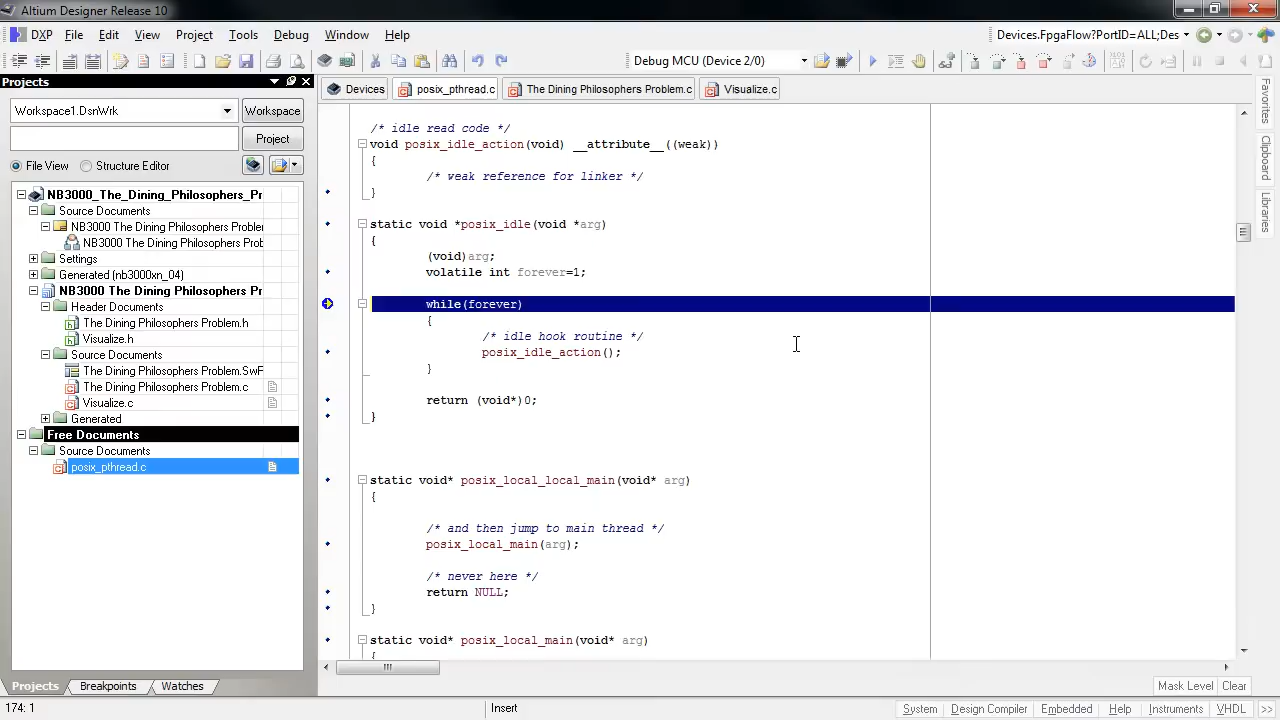 Altium Designer Release 10
DXP File Edit View Project Tools Debug Window Help
Devices.FpgaFlow?PortID=ALL;Des
Debug MCU (Device 2/0)
Projects
Workspace1.DsnWrk
Workspace
Project
File View
Structure Editor
NB3000_The_Dining_Philosophers_Pr
Source Documents
NB3000 The Dining Philosophers Probler
NB3000 The Dining Philosophers Prob
Settings
Generated (nb3000xn_04)
NB3000 The Dining Philosophers Pr
Header Documents
The Dining Philosophers Problem.h
Visualize.h
Source Documents
The Dining Philosophers Problem.SwF
The Dining Philosophers Problem.c
Visualize.c
Generated
Free Documents
Source Documents
posix_pthread.c
Projects
Breakpoints
Watches
Devices
posix_pthread.c
The Dining Philosophers Problem.c
Visualize.c
/* idle read code */
void posix_idle_action(void) __attribute__((weak))
{
/* weak reference for linker */
}
static void *posix_idle(void *arg)
{
(void)arg;
volatile int forever=1;
while(forever)
{
/* idle hook routine */
posix_idle_action();
}
return (void*)0;
}
static void* posix_local_local_main(void* arg)
{
/* and then jump to main thread */
posix_local_main(arg);
/* never here */
return NULL;
}
static void* posix_local_main(void* arg)
{
Favorites
Clipboard
Libraries
Mask Level
Clear
174: 1
Insert
System
Design Compiler
Embedded
Help
Instruments
VHDL
>>